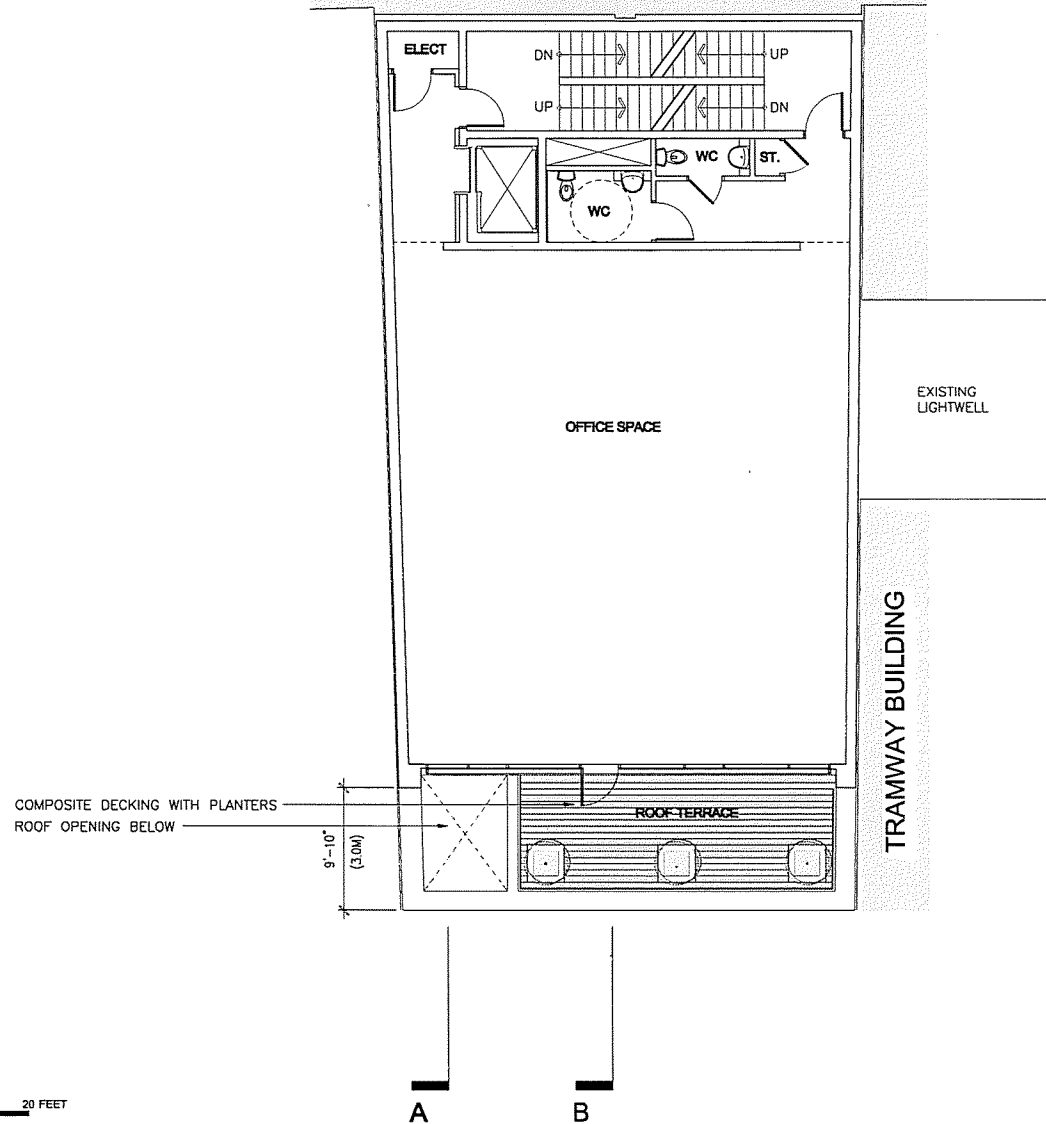 ELECT
DN
UP
UP
DN
WC
ST.
WC
EXISTING
LIGHTWELL
OFFICE SPACE
TRAMWAY BUILDING
COMPOSITE DECKING WITH PLANTERS
ROOF OPENING BELOW
ROOF TERRACE
9'-10"
(3.0M)
20 FEET
A
B